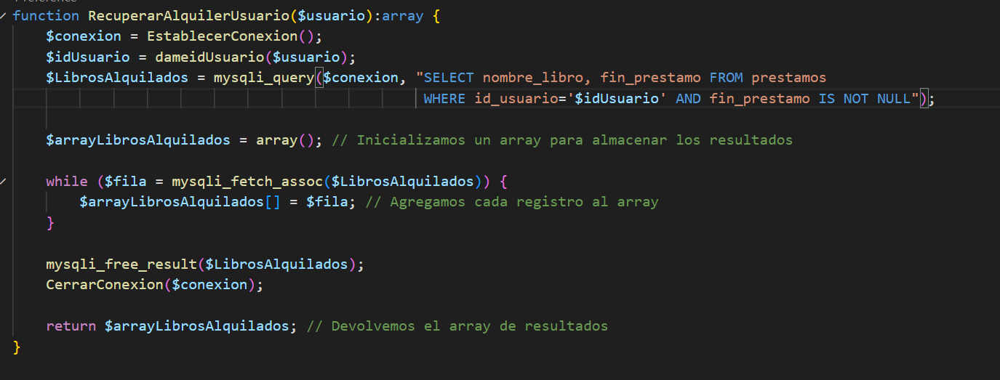 function RecuperarAlquilerUsuario($usuario):array {
$conexion = EstablecerConexion();
$idUsuario = dameidUsuario($usuario);
$LibrosAlquilados = mysqli_query($conexion, "SELECT nombre_libro, fin_prestamo FROM prestamos
WHERE id_usuario='$idUsuario' AND fin_prestamo IS NOT NULL");
$arrayLibrosAlquilados = array(); // Inicializamos un array para almacenar los resultados
while ($fila = mysqli_fetch_assoc($LibrosAlquilados)) {
$arrayLibrosAlquilados[] = $fila; // Agregamos cada registro al array
}
mysqli_free_result($LibrosAlquilados);
CerrarConexion($conexion);
return $arrayLibrosAlquilados; // Devolvemos el array de resultados
}